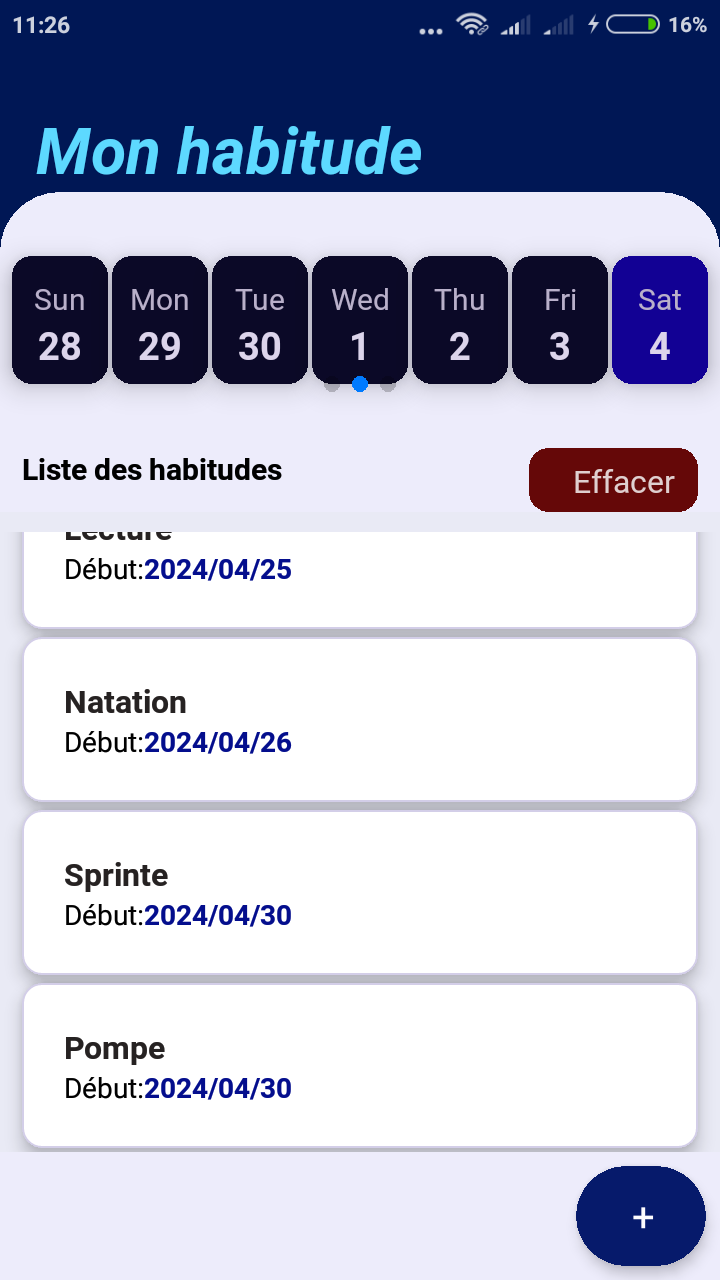 11:26
16%
Mon habitude
Sun Mon Tue Wed Thu Fri Sat
28 29 30 1 2 3 4
Liste des habitudes
Effacer
Lecture
Début:2024/04/25
Natation
Début:2024/04/26
Sprinte
Début:2024/04/30
Pompe
Début:2024/04/30
+